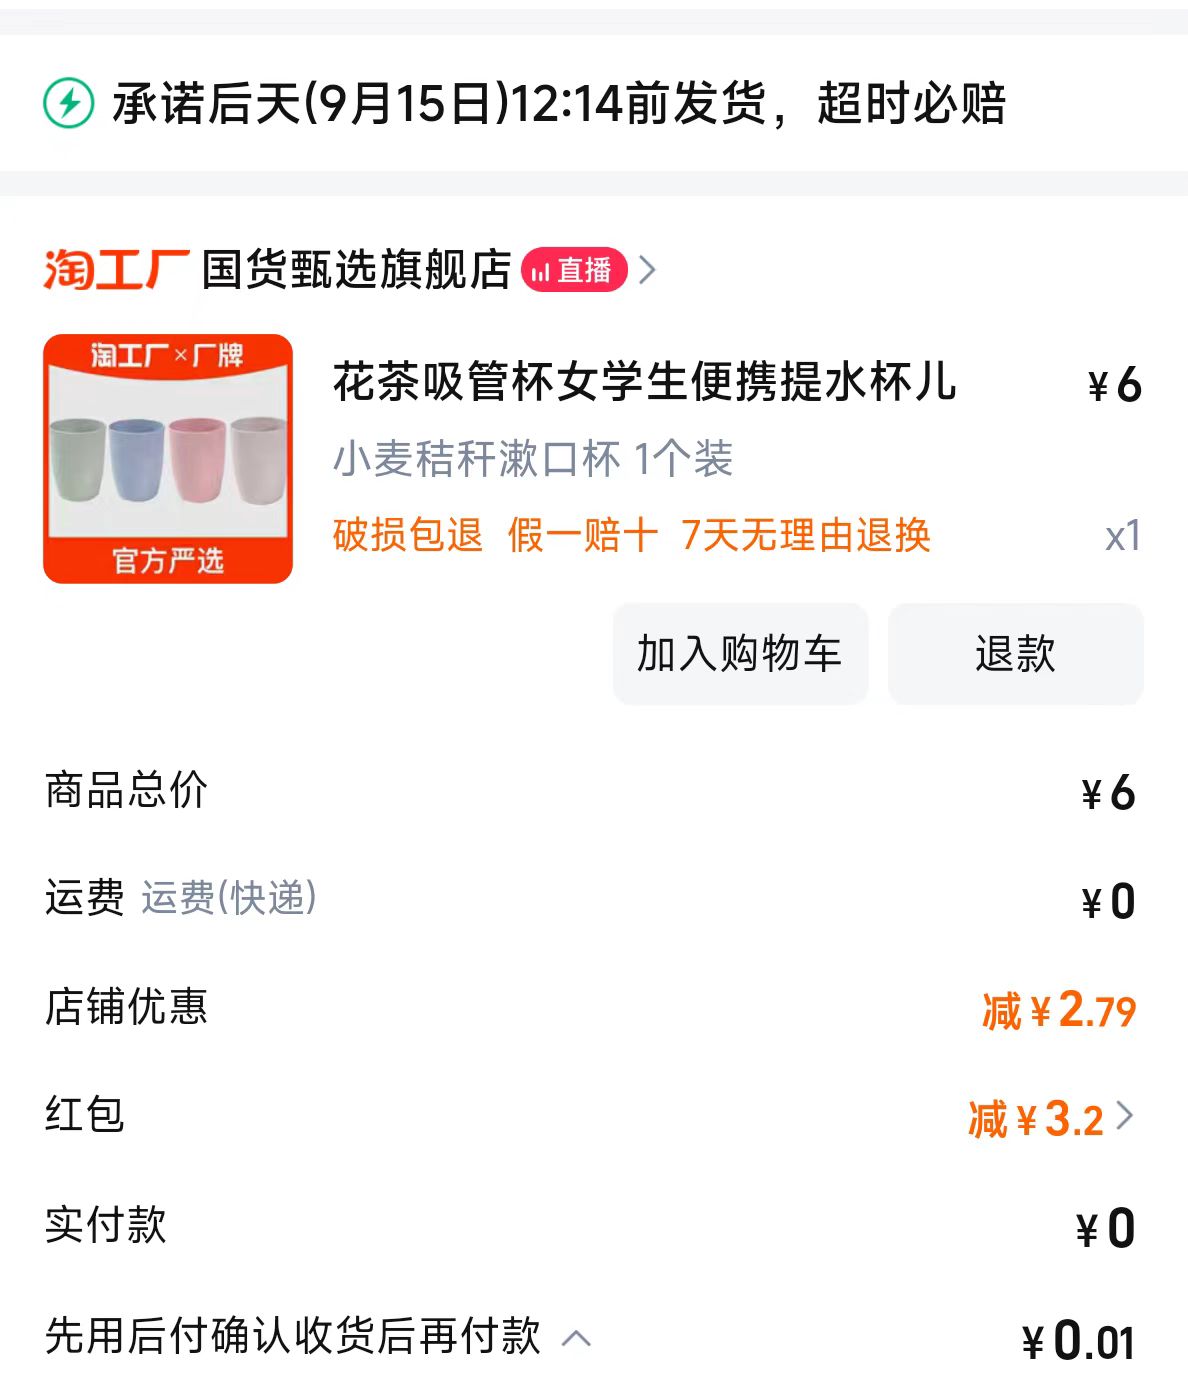 承诺后天(9月15日)12:14前发货，超时必赔
淘工厂 国货甄选旗舰店 直播
淘工厂×厂牌
官方严选
花茶吸管杯女学生便携提水杯儿 ¥6
小麦秸秆漱口杯 1个装
破损包退 假一赔十 7天无理由退换 x1
加入购物车 退款
商品总价 ¥6
运费 运费(快递) ¥0
店铺优惠 减¥2.79
红包 减¥3.2
实付款 ¥0
先用后付确认收货后再付款 ¥0.01